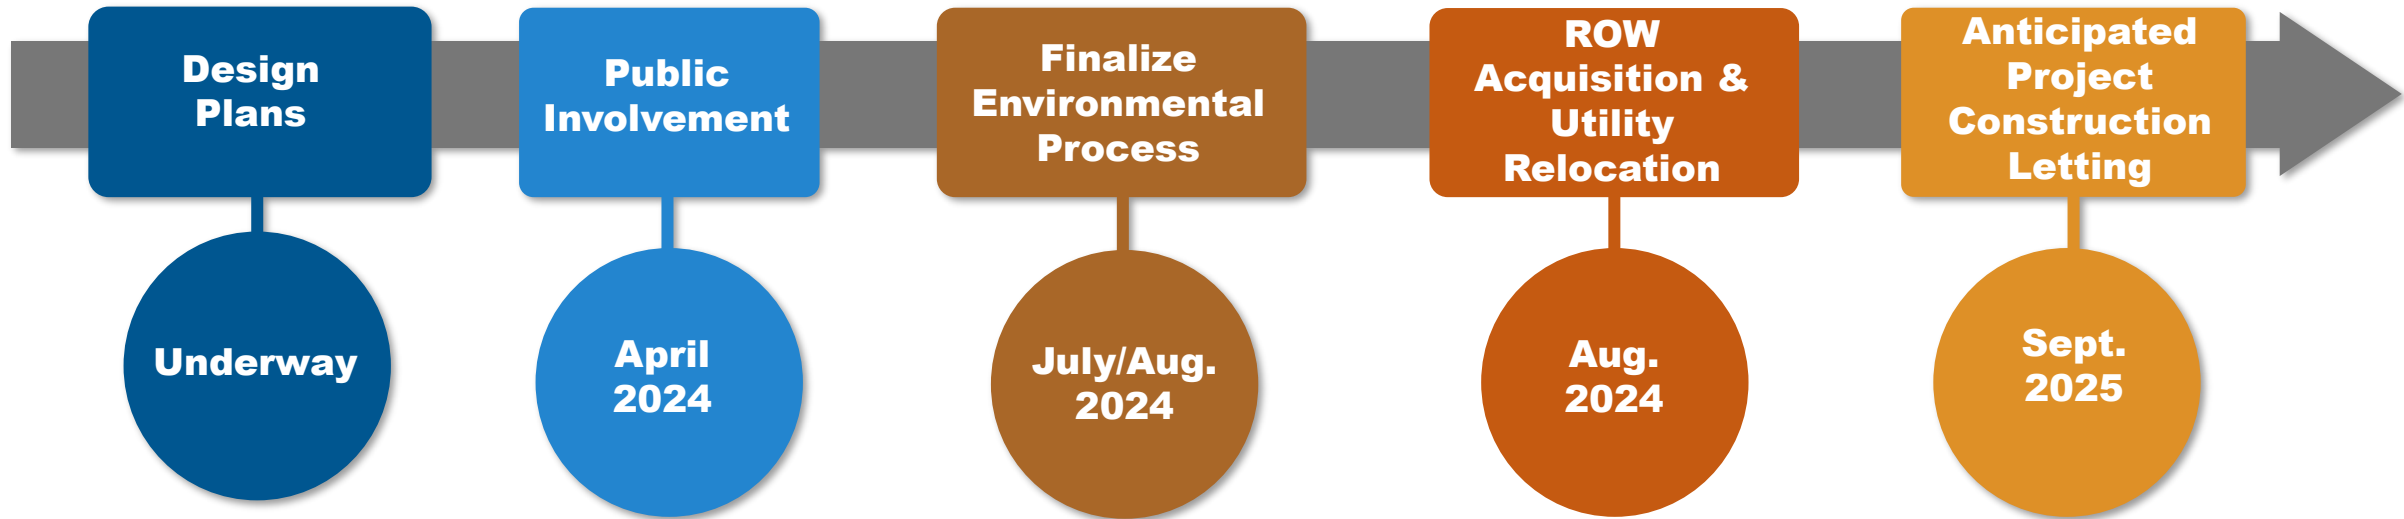 Design
Plans
Public
Involvement
Finalize
Environmental
Process
ROW
Acquisition &
Utility
Relocation
Anticipated
Project
Construction
Letting
Underway
April
2024
July/Aug.
2024
Aug.
2024
Sept.
2025